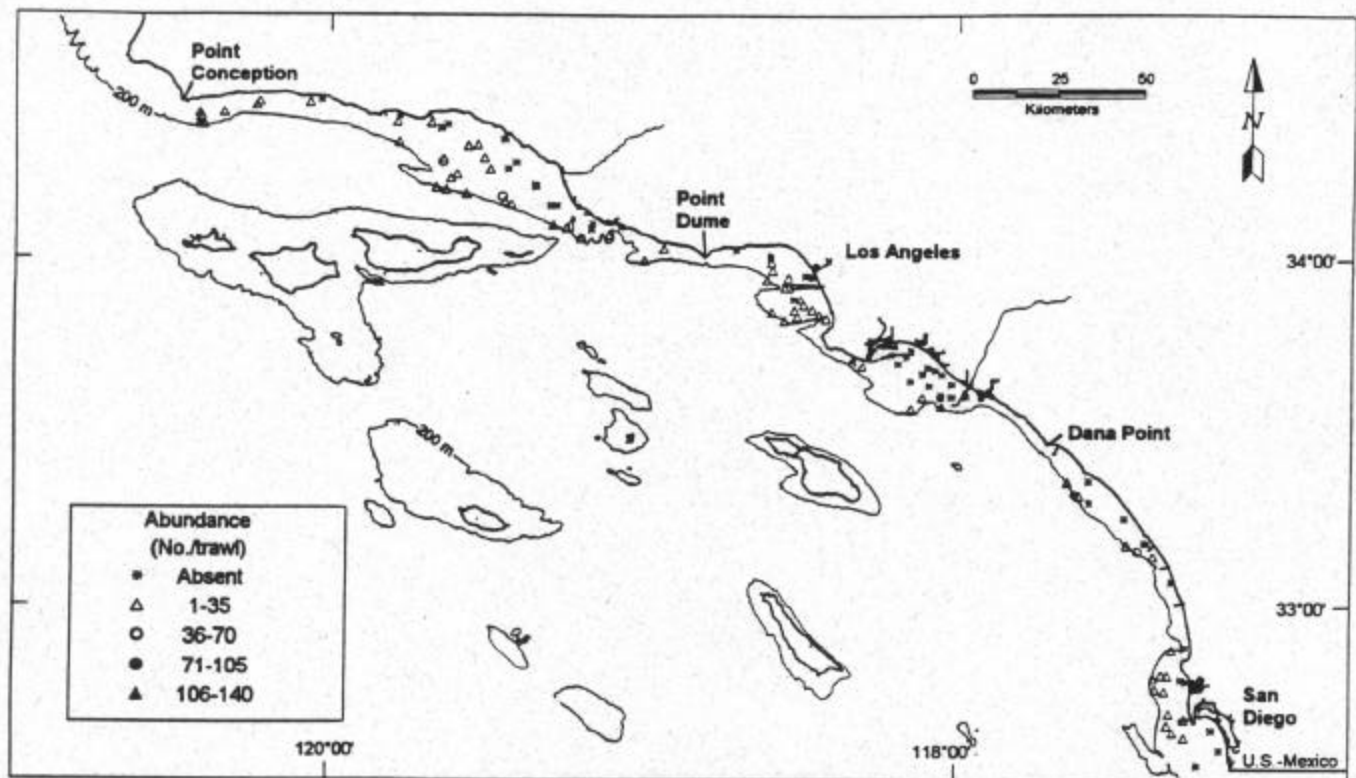 Point
Conception
200 m
0 25 50
Kilometers
N
Point
Dume
Los Angeles
34°00'
Dana Point
200 m
Abundance
(No./trawl)
Absent
1-35
36-70
71-105
106-140
33°00'
San
Diego
U.S.-Mexico
120°00'
118°00'